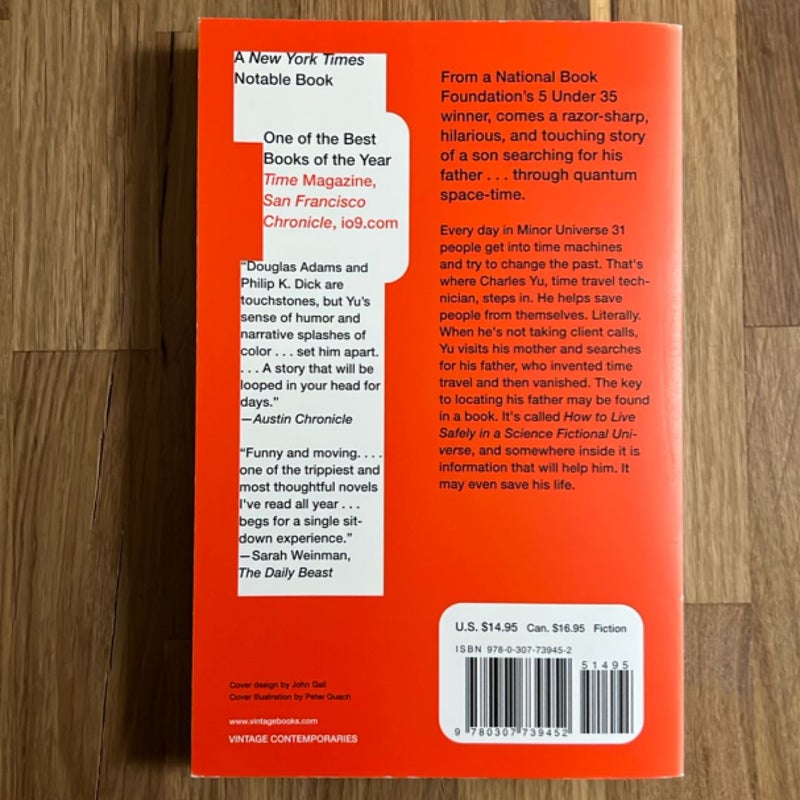 A New York Times
Notable Book
One of the Best
Books of the Year
Time Magazine,
San Francisco
Chronicle, io9.com
“Douglas Adams and
Philip K. Dick are
touchstones, but Yu’s
sense of humor and
narrative splashes of
color . . . set him apart.
. . . A story that will be
looped in your head for
days.”
—Austin Chronicle
“Funny and moving. . . .
one of the trippiest and
most thoughtful novels
I’ve read all year . . .
begs for a single sit-
down experience.”
—Sarah Weinman,
The Daily Beast
Cover design by John Gall
Cover illustration by Peter Quach
www.vintagebooks.com
VINTAGE CONTEMPORARIES
From a National Book
Foundation’s 5 Under 35
winner, comes a razor-sharp,
hilarious, and touching story
of a son searching for his
father . . . through quantum
space-time.
Every day in Minor Universe 31
people get into time machines
and try to change the past. That’s
where Charles Yu, time travel tech-
nician, steps in. He helps save
people from themselves. Literally.
When he’s not taking client calls,
Yu visits his mother and searches
for his father, who invented time
travel and then vanished. The key
to locating his father may be found
in a book. It’s called How to Live
Safely in a Science Fictional Uni-
verse, and somewhere inside it is
information that will help him. It
may even save his life.
U.S. $14.95 Can. $16.95 Fiction
ISBN 978-0-307-73945-2
51495
9 780307 739452